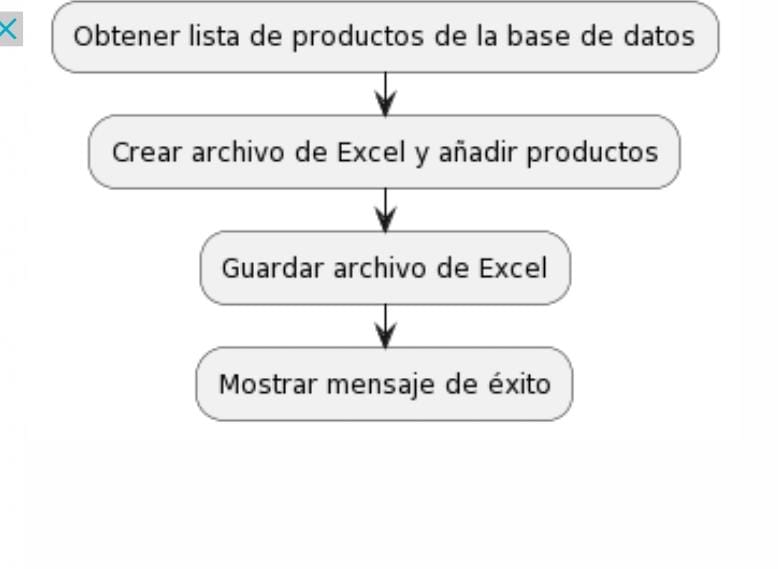 Obtener lista de productos de la base de datos
Crear archivo de Excel y añadir productos
Guardar archivo de Excel
Mostrar mensaje de éxito